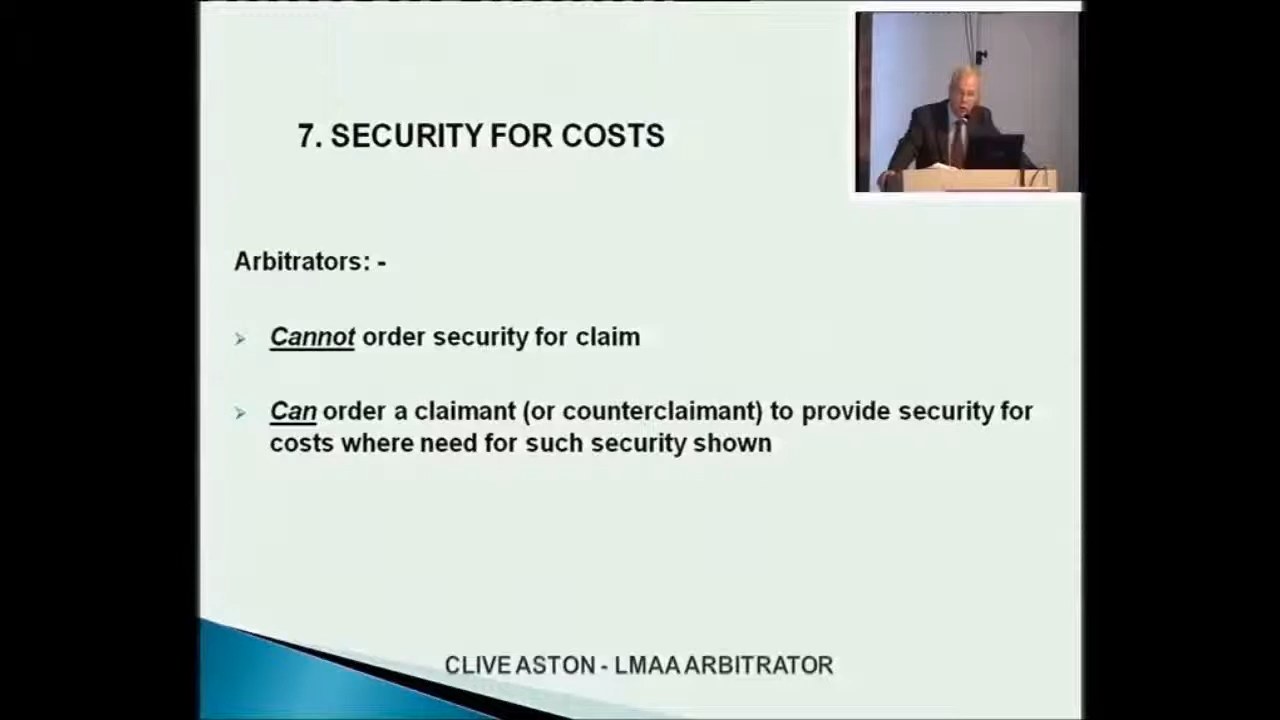 7. SECURITY FOR COSTS
Arbitrators: -
Cannot order security for claim
Can order a claimant (or counterclaimant) to provide security for
costs where need for such security shown
CLIVE ASTON - LMAA ARBITRATOR